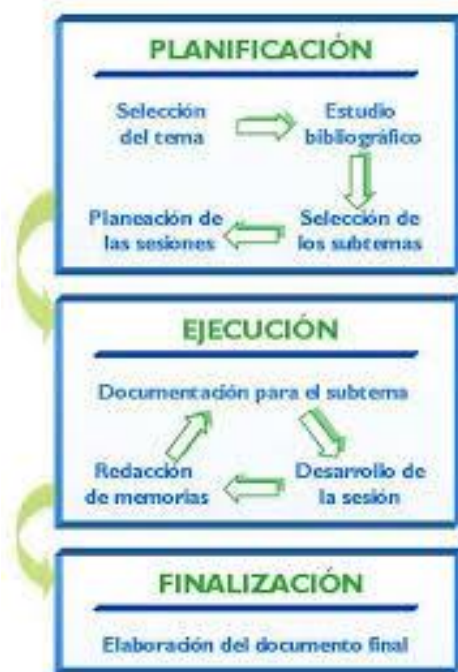 PLANIFICACIÓN
Selección
del tema
Estudio
bibliográfico
Planeación de
las sesiones
Selección de
los subtemas
EJECUCIÓN
Documentación para el subtema
Redacción
de memorias
Desarrollo de
la sesión
FINALIZACIÓN
Elaboración del documento final